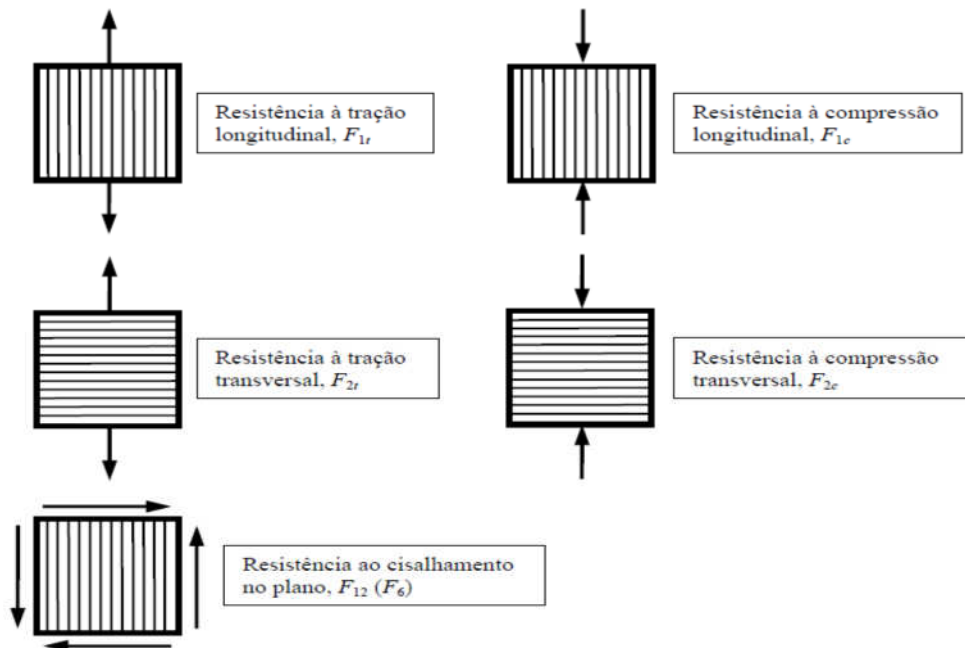 Resistência à tração
longitudinal, F1t
Resistência à compressão
longitudinal, F1c
Resistência à tração
transversal, F2t
Resistência à compressão
transversal, F2c
Resistência ao cisalhamento
no plano, F12 (F6)